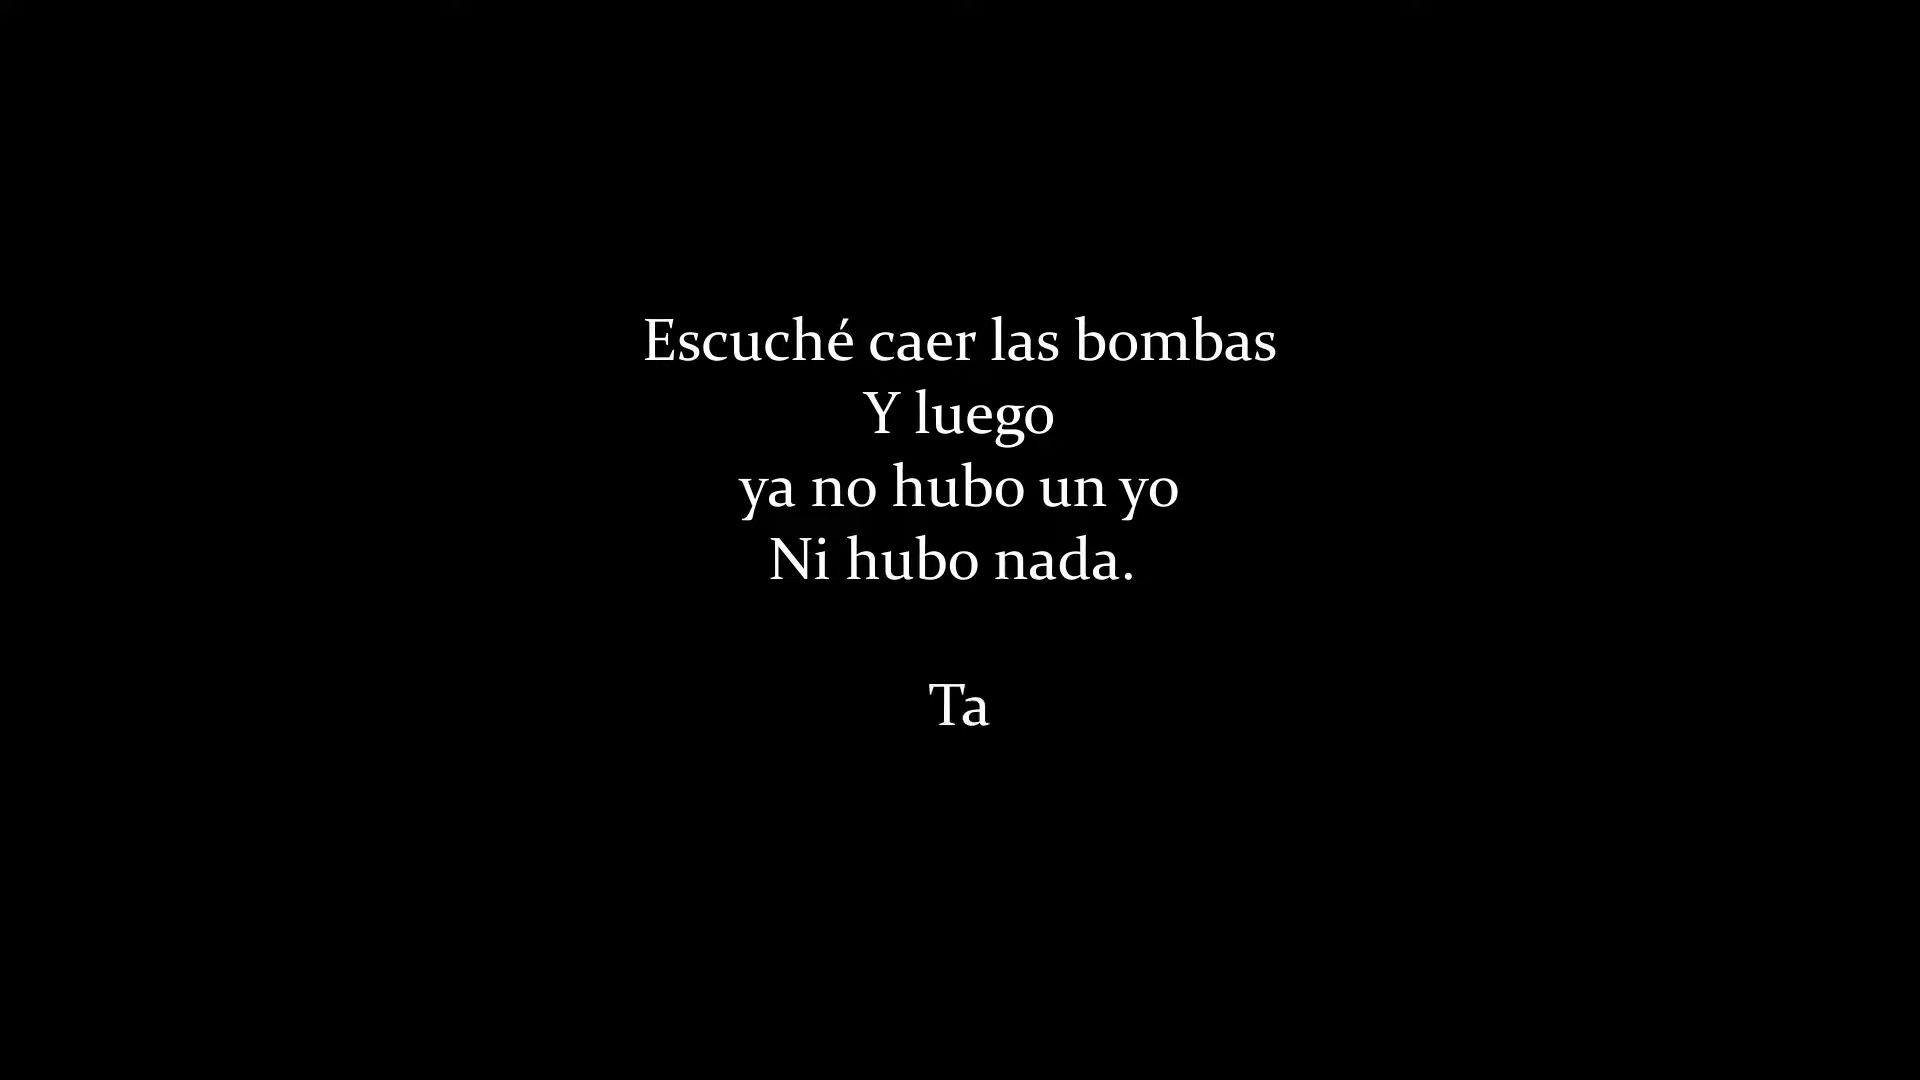 Escuché caer las bombas
Y luego
ya no hubo un yo
Ni hubo nada.
Ta